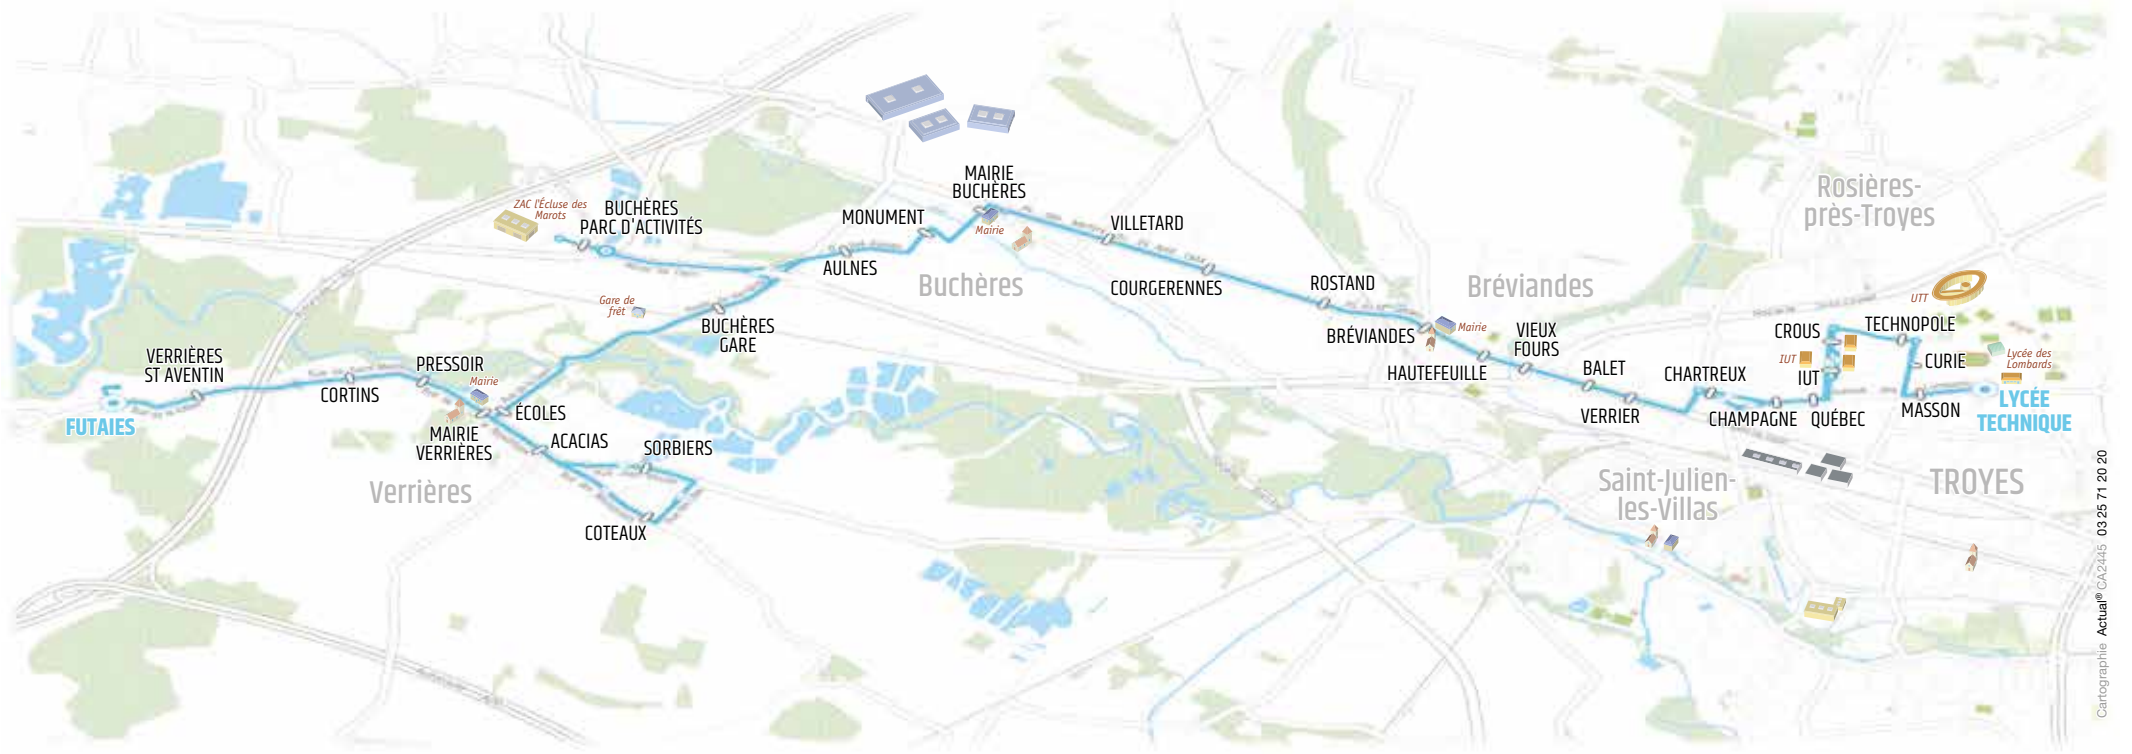 MAIRIE
BUCHÈRES
Mairie
ZAC l'Écluse des
Marots
BUCHÈRES
PARC D'ACTIVITÉS
MONUMENT
AULNES
VILLETARD
COURGERENNES
Buchères
ROSTAND
Bréviandes
Rosières-
près-Troyes
BRÉVIANDES
Mairie
HAUTEFEUILLE
VIEUX
FOURS
BALET
VERRIER
CHARTREUX
CHAMPAGNE
QUÉBEC
IUT
IUT
CROUS
TECHNOPOLE
UTT
CURIE
MASSON
Lycée des
Lombards
LYCÉE
TECHNIQUE
Gare de
frêt
BUCHÈRES
GARE
VERRIÈRES
ST AVENTIN
FUTAIES
CORTINS
PRESSOIR
Mairie
MAIRIE
VERRIÈRES
ÉCOLES
ACACIAS
SORBIERS
COTEAUX
Verrières
Saint-Julien-
les-Villas
TROYES
Cartographie Actual® CA2445 03 25 71 20 20